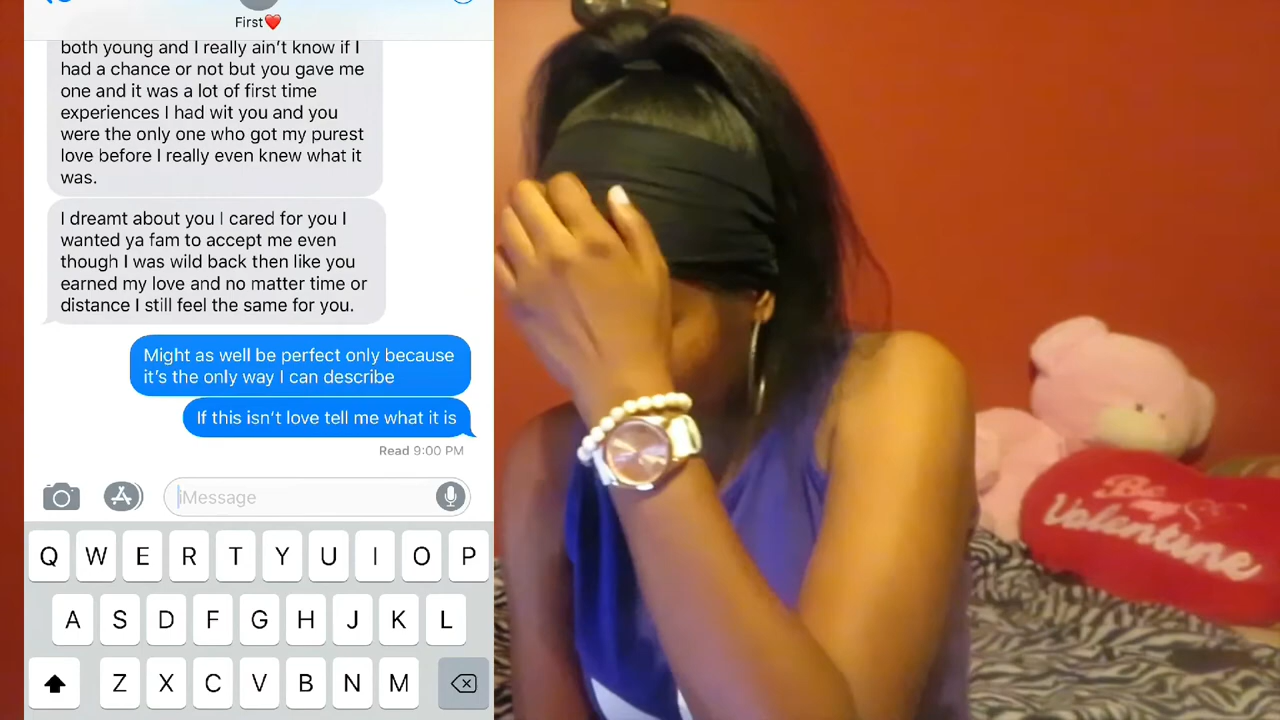 First❤️
both young and I really ain't know if I
had a chance or not but you gave me
one and it was a lot of first time
experiences I had wit you and you
were the only one who got my purest
love before I really even knew what it
was.
I dreamt about you I cared for you I
wanted ya fam to accept me even
though I was wild back then like you
earned my love and no matter time or
distance I still feel the same for you.
Might as well be perfect only because
it's the only way I can describe
If this isn't love tell me what it is
Read 9:00 PM
iMessage
Q W E R T Y U I O P
A S D F G H J K L
Z X C V B N M
Be my
Valentine